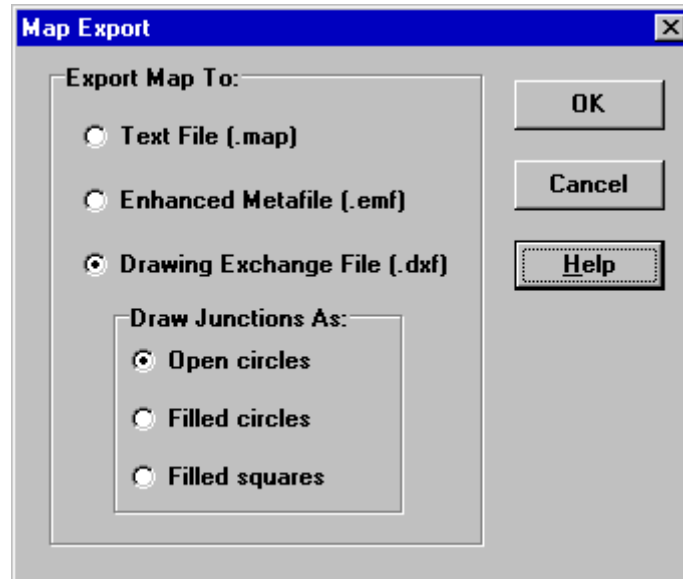 Map Export
Export Map To:
Text File (.map)
Enhanced Metafile (.emf)
Drawing Exchange File (.dxf)
Draw Junctions As:
Open circles
Filled circles
Filled squares
OK
Cancel
Help